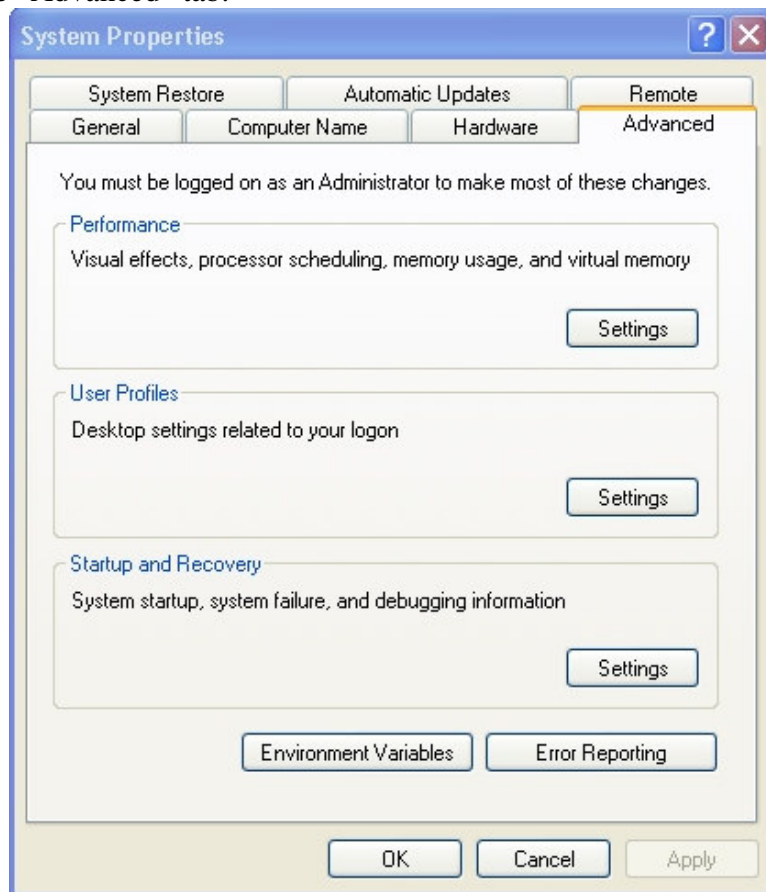 "Advanced" tab.
System Properties
System Restore Automatic Updates Remote
General Computer Name Hardware Advanced
You must be logged on as an Administrator to make most of these changes.
Performance
Visual effects, processor scheduling, memory usage, and virtual memory
Settings
User Profiles
Desktop settings related to your logon
Settings
Startup and Recovery
System startup, system failure, and debugging information
Settings
Environment Variables Error Reporting
OK Cancel Apply